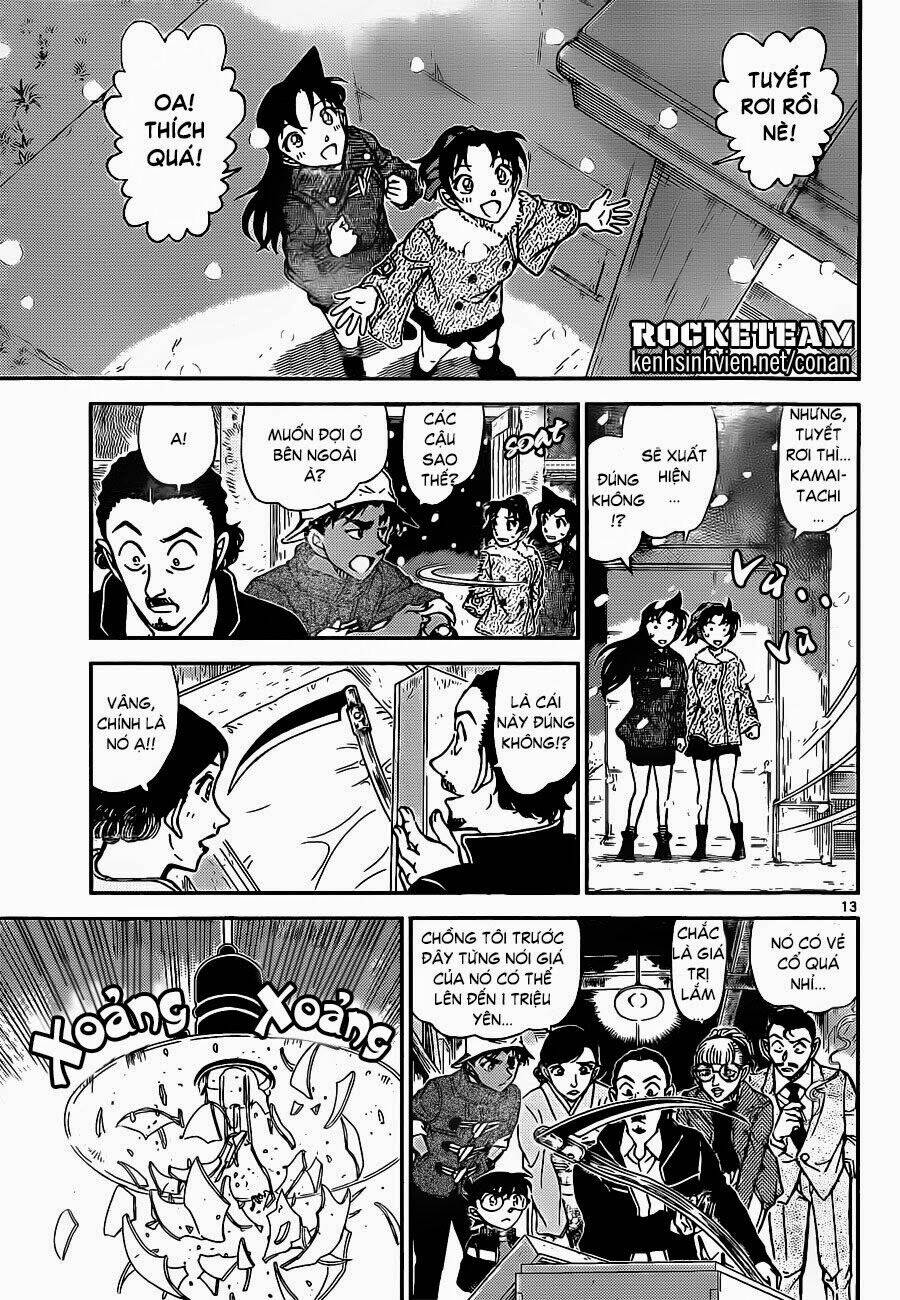 TUYẾT
RƠI RỒI
NÈ!
OA!
THÍCH
QUÁ!
ROCKETEAM
kenhsinhvien.net/conan
NHƯNG,
TUYẾT
RƠI THÌ...
KAMAI-
TACHI
...
SẼ XUẤT
HIỆN
...
ĐÚNG
KHÔNG!?
VÙ...
VÙ
soạt
CÁC
CẬU
SAO
THẾ?
MUỐN ĐỢI Ở
BÊN NGOÀI
À?
A!
LÀ CÁI
NÀY ĐÚNG
KHÔNG!?
VÂNG,
CHÍNH LÀ
NÓ Ạ!!
13
NÓ CÓ VẺ
CỔ QUÁ
NHỈ...
CHẮC
LÀ GIÁ
TRỊ
LẮM
CHỒNG TÔI TRƯỚC
ĐÂY TỪNG NÓI GIÁ
CỦA NÓ CÓ THỂ
LÊN ĐẾN 1 TRIỆU
YÊN...
Xoảng
Xoảng